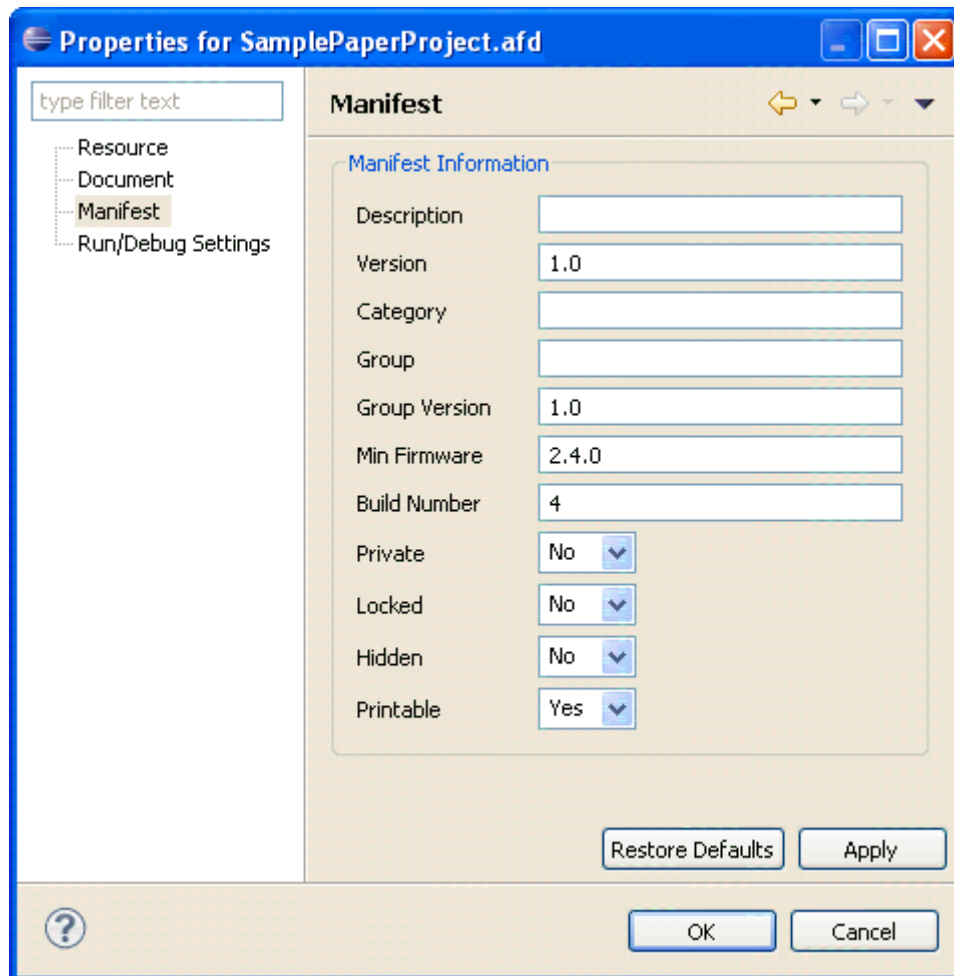 Properties for SamplePaperProject.afd
type filter text
Resource
Document
Manifest
Run/Debug Settings
Manifest
Manifest Information
Description
Version 1.0
Category
Group
Group Version 1.0
Min Firmware 2.4.0
Build Number 4
Private No
Locked No
Hidden No
Printable Yes
Restore Defaults Apply
? OK Cancel